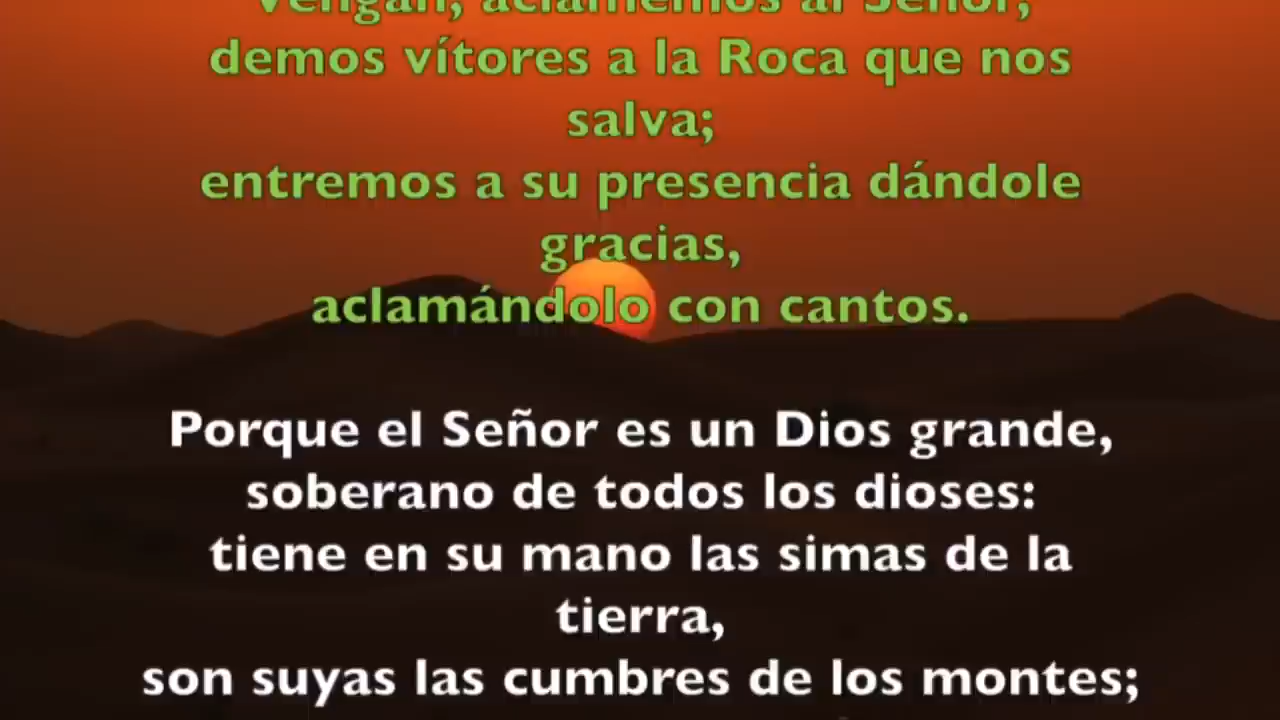 Vengan, aclamemos al Señor,
demos vítores a la Roca que nos
salva;
entremos a su presencia dándole
gracias,
aclamándolo con cantos.
Porque el Señor es un Dios grande,
soberano de todos los dioses:
tiene en su mano las simas de la
tierra,
son suyas las cumbres de los montes;